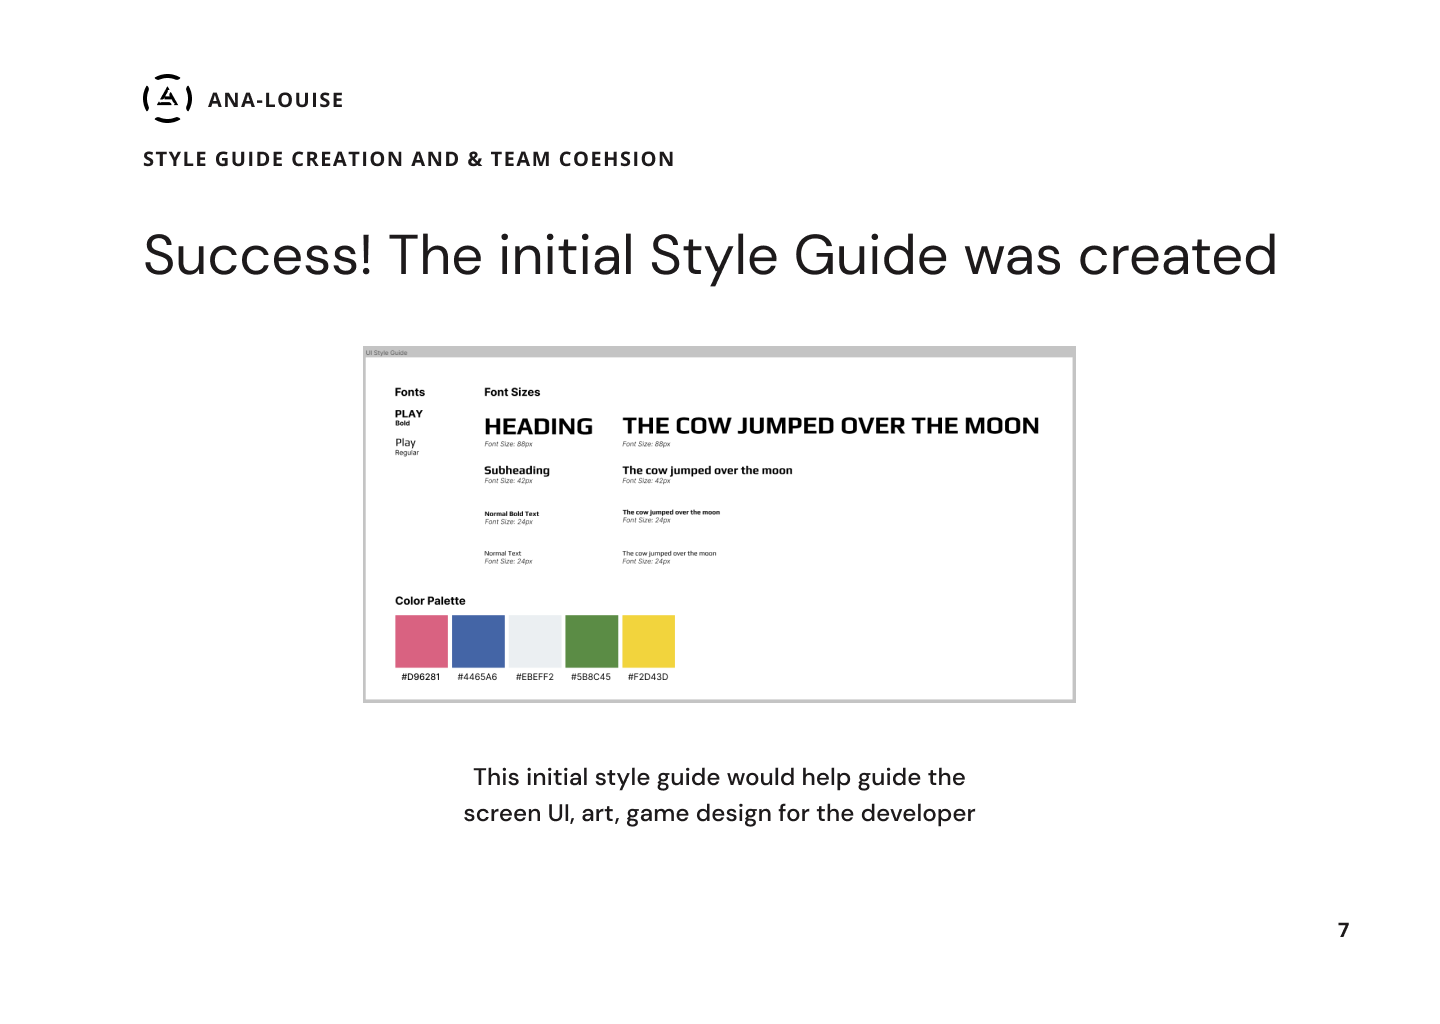 ANA-LOUISE
STYLE GUIDE CREATION AND & TEAM COEHSION
Success! The initial Style Guide was created
UI Style Guide
Fonts
PLAY
Bold
Play
Regular
Font Sizes
HEADING
Font Size: 88px
THE COW JUMPED OVER THE MOON
Font Size: 88px
Subheading
Font Size: 42px
The cow jumped over the moon
Font Size: 42px
Normal Bold Text
Font Size: 24px
The cow jumped over the moon
Font Size: 24px
Normal Text
Font Size: 24px
The cow jumped over the moon
Font Size: 24px
Color Palette
#D96281 #4465A6 #EBEFF2 #5B8C45 #F2D43D
This initial style guide would help guide the
screen UI, art, game design for the developer
7